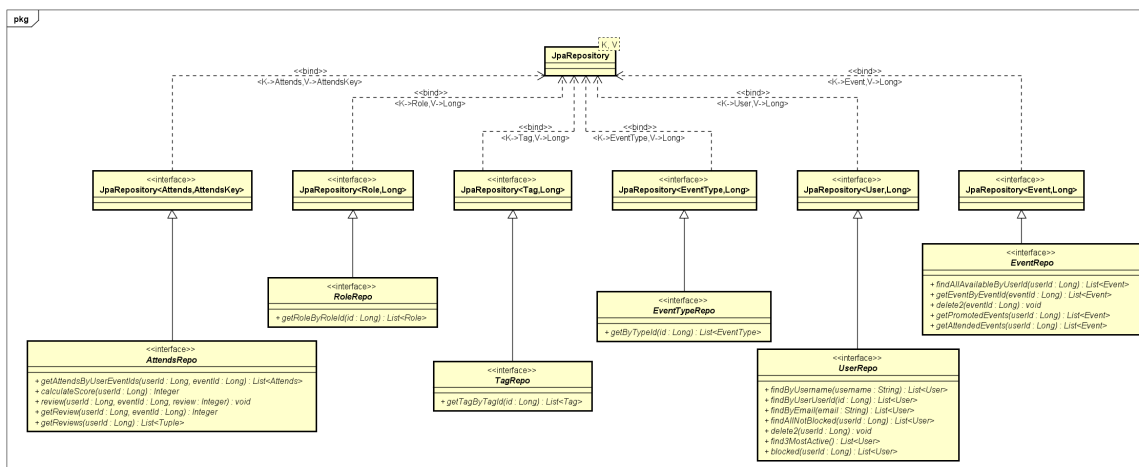 pkg
K, V
JpaRepository
<<bind>>
<K->Attends,V->AttendsKey>
<<bind>>
<K->Event,V->Long>
<<bind>>
<K->Role,V->Long>
<<bind>>
<K->User,V->Long>
<<bind>>
<K->Tag,V->Long>
<<bind>>
<K->EventType,V->Long>
<<interface>>
JpaRepository<Attends,AttendsKey>
<<interface>>
JpaRepository<Role,Long>
<<interface>>
JpaRepository<Tag,Long>
<<interface>>
JpaRepository<EventType,Long>
<<interface>>
JpaRepository<User,Long>
<<interface>>
JpaRepository<Event,Long>
<<interface>>
EventRepo
+ findAllAvailableByUserId(userId : Long) : List<Event>
+ getEventByEventId(eventId : Long) : List<Event>
+ delete2(eventId : Long) : void
+ getPromotedEvents(userId : Long) : List<Event>
+ getAttendedEvents(userId : Long) : List<Event>
<<interface>>
RoleRepo
+ getRoleByRoleId(id : Long) : List<Role>
<<interface>>
EventTypeRepo
+ getByTypeId(id : Long) : List<EventType>
<<interface>>
AttendsRepo
+ getAttendsByUserEventIds(userId : Long, eventId : Long) : List<Attends>
+ calculateScore(userId : Long) : Integer
+ review(userId : Long, eventId : Long, review : Integer) : void
+ getReview(userId : Long, eventId : Long) : Integer
+ getReviews(userId : Long) : List<Tuple>
<<interface>>
TagRepo
+ getTagByTagId(id : Long) : List<Tag>
<<interface>>
UserRepo
+ findByUsername(username : String) : List<User>
+ findByUserUserId(id : Long) : List<User>
+ findByEmail(email : String) : List<User>
+ findAllNotBlocked(userId : Long) : List<User>
+ delete2(userId : Long) : void
+ find3MostActive() : List<User>
+ blocked(userId : Long) : List<User>